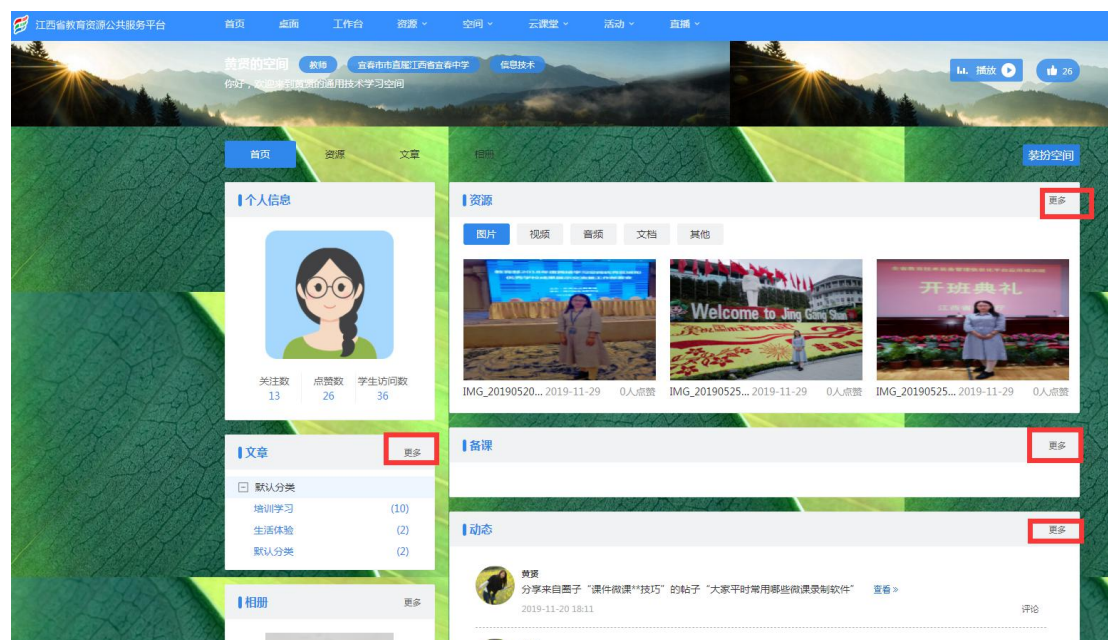 江西省教育资源公共服务平台 首页 桌面 工作台 资源 空间 云课堂 活动 直播
黄贤的空间 教师 宜春市市直属江西省宜春中学 信息技术
播放 26
首页 资源 文章 相册 装扮空间
个人信息
关注数 点赞数 学生访问数
13 26 36
文章 更多
默认分类
培训学习 (10)
生活体验 (2)
默认分类 (2)
相册 更多
资源 更多
图片 视频 音频 文档 其他
Welcome to Jing Gang Shan
开班典礼
IMG_20190520... 2019-11-29 0人点赞 IMG_20190525... 2019-11-29 0人点赞 IMG_20190525... 2019-11-29 0人点赞
备课 更多
动态 更多
黄贤
分享来自圈子“课件微课**技巧”的帖子“大家平时常用哪些微课录制软件” 查看»
2019-11-20 18:11 评论